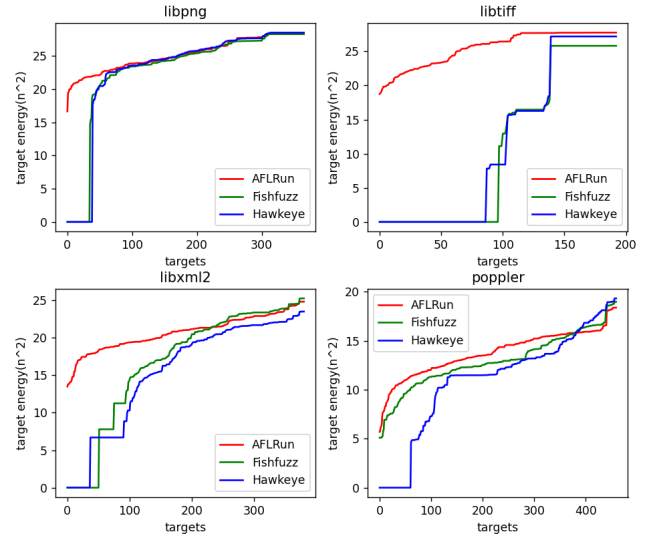 libpng
target energy(n^2)
25
20
15
10
5
0
AFLRun
Fishfuzz
Hawkeye
0 100 200 300
targets
libtiff
target energy(n^2)
25
20
15
10
5
0
AFLRun
Fishfuzz
Hawkeye
0 50 100 150 200
targets
libxml2
target energy(n^2)
25
20
15
10
5
0
AFLRun
Fishfuzz
Hawkeye
0 100 200 300
targets
poppler
target energy(n^2)
20
15
10
5
0
AFLRun
Fishfuzz
Hawkeye
0 100 200 300 400
targets